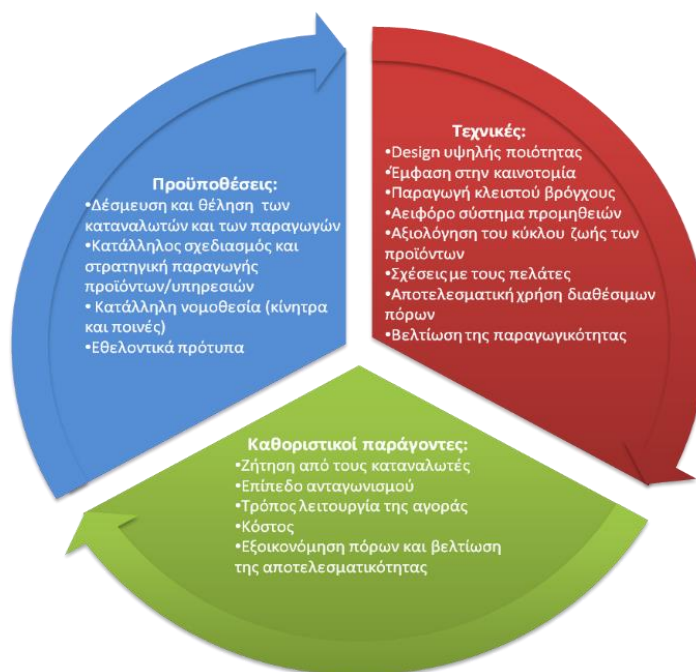 Προϋποθέσεις:
•Δέσμευση και θέληση των
καταναλωτών και των παραγωγών
•Κατάλληλος σχεδιασμός και
στρατηγική παραγωγής
προϊόντων/υπηρεσιών
• Κατάλληλη νομοθεσία (κίνητρα
και ποινές)
•Εθελοντικά πρότυπα
Τεχνικές:
•Design υψηλής ποιότητας
•Έμφαση στην καινοτομία
•Παραγωγή κλειστού βρόγχους
•Αειφόρο σύστημα προμηθειών
•Αξιολόγηση του κύκλου ζωής των
προϊόντων
•Σχέσεις με τους πελάτες
•Αποτελεσματική χρήση διαθέσιμων
πόρων
•Βελτίωση της παραγωγικότητας
Καθοριστικοί παράγοντες:
•Ζήτηση από τους καταναλωτές
•Επίπεδο ανταγωνισμού
•Τρόπος λειτουργία της αγοράς
•Κόστος
•Εξοικονόμηση πόρων και βελτίωση
της αποτελεσματικότητας